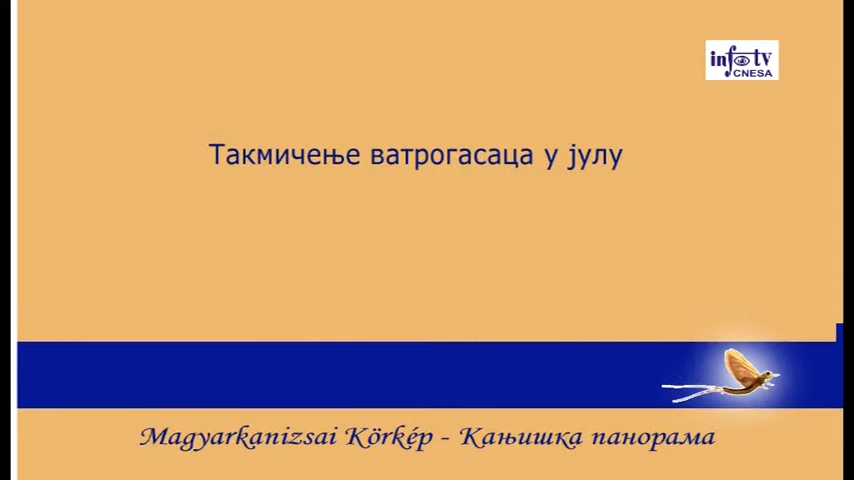 info tv
CNESA
Такмичење ватрогасаца у јулу
Magyarkanizsai Körkép - Кањишка панорама